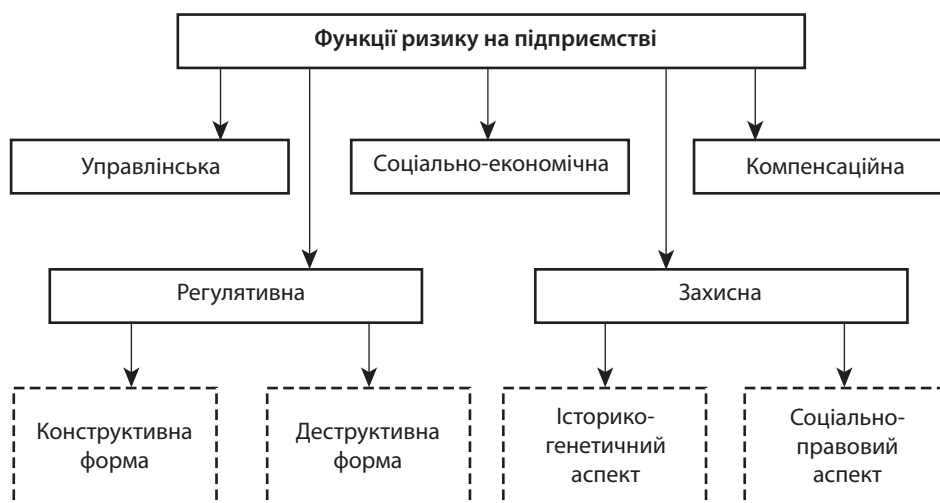 Функції ризику на підприємстві
Управлінська
Соціально-економічна
Компенсаційна
Регулятивна
Захисна
Конструктивна
форма
Деструктивна
форма
Історико-
генетичний
аспект
Соціально-
правовий
аспект